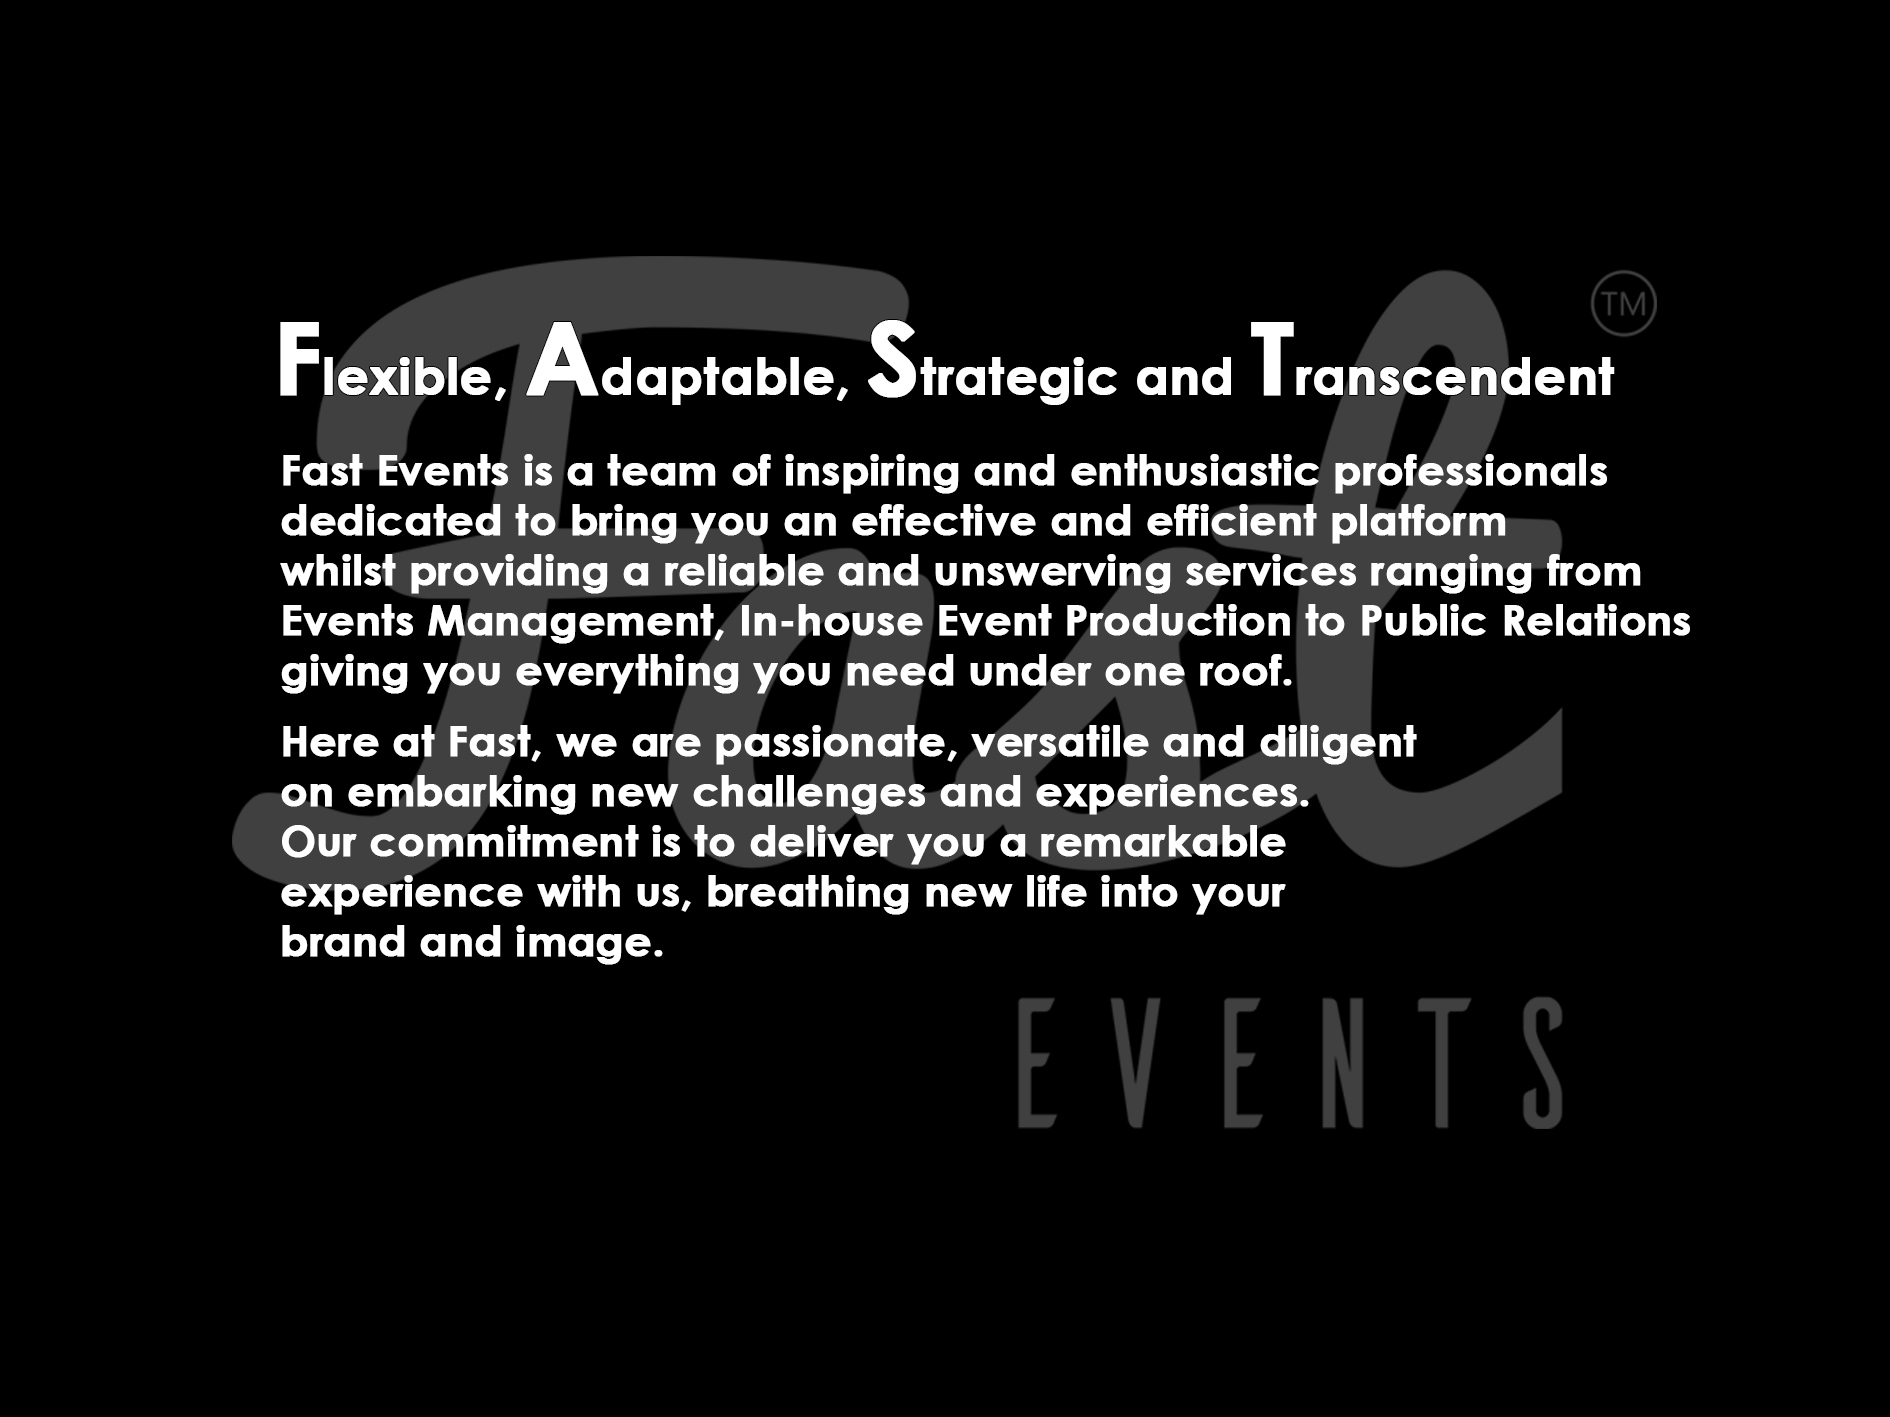 Flexible, Adaptable, Strategic and Transcendent
Fast Events is a team of inspiring and enthusiastic professionals
dedicated to bring you an effective and efficient platform
whilst providing a reliable and unswerving services ranging from
Events Management, In-house Event Production to Public Relations
giving you everything you need under one roof.
Here at Fast, we are passionate, versatile and diligent
on embarking new challenges and experiences.
Our commitment is to deliver you a remarkable
experience with us, breathing new life into your
brand and image.
Fast TM
EVENTS